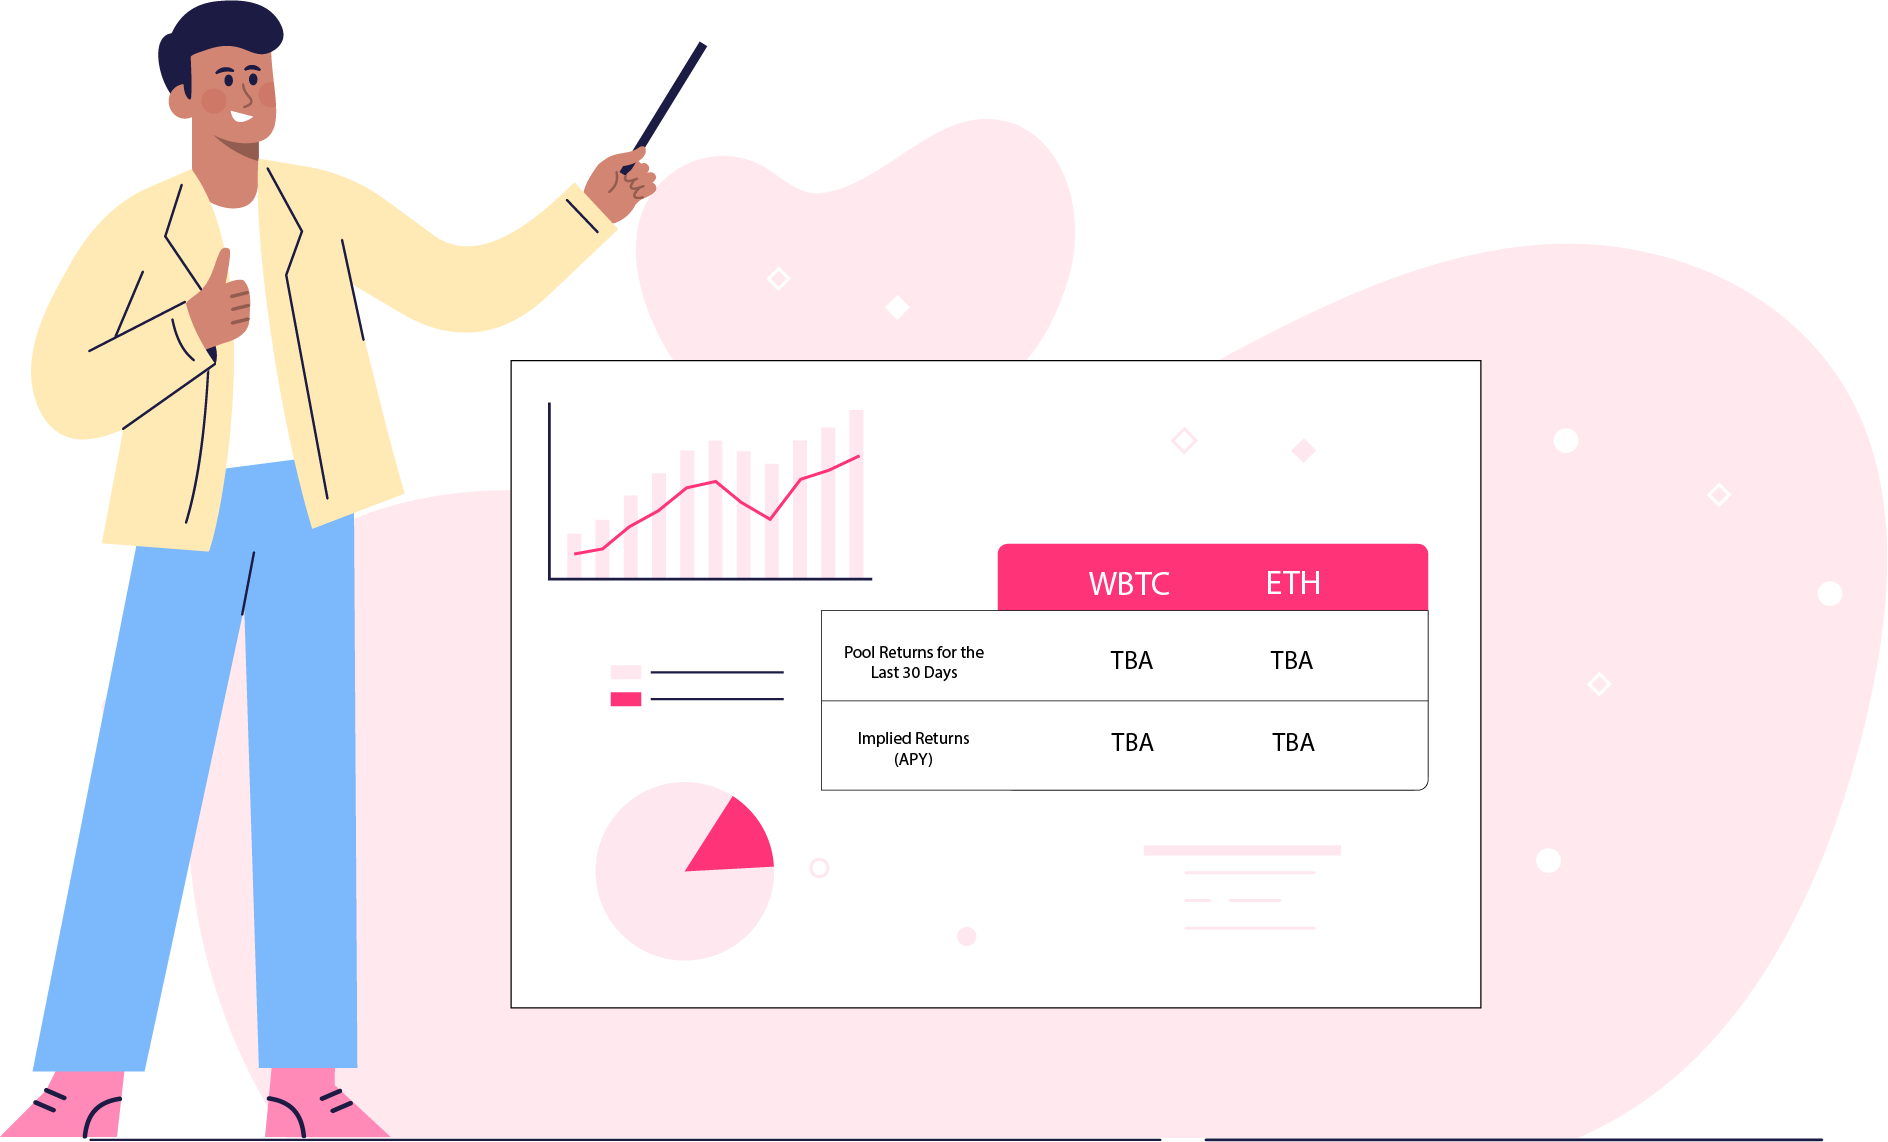 WBTC ETH
Pool Returns for the
Last 30 Days
TBA TBA
Implied Returns
(APY)
TBA TBA